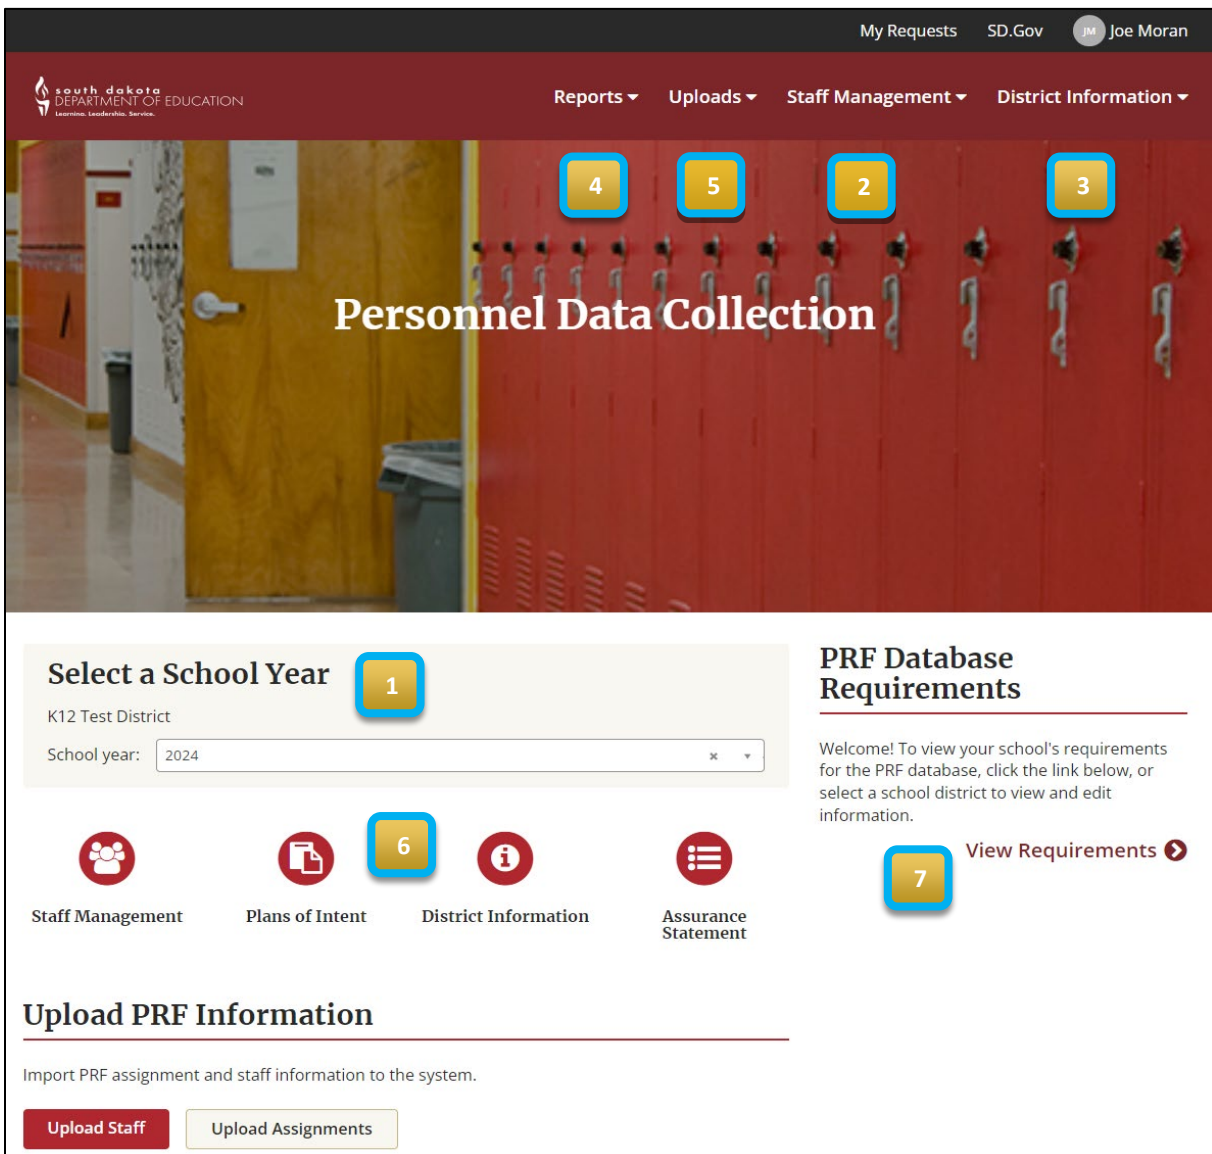 My Requests SD.Gov JM Joe Moran
south dakota
DEPARTMENT OF EDUCATION
Learning. Leadership. Service.
Reports Uploads Staff Management District Information
4 5 2 3
Personnel Data Collection
Select a School Year 1
K12 Test District
School year: 2024
6
Staff Management Plans of Intent District Information Assurance
Statement
Upload PRF Information
Import PRF assignment and staff information to the system.
Upload Staff Upload Assignments
PRF Database
Requirements
Welcome! To view your school's requirements
for the PRF database, click the link below, or
select a school district to view and edit
information.
View Requirements
7